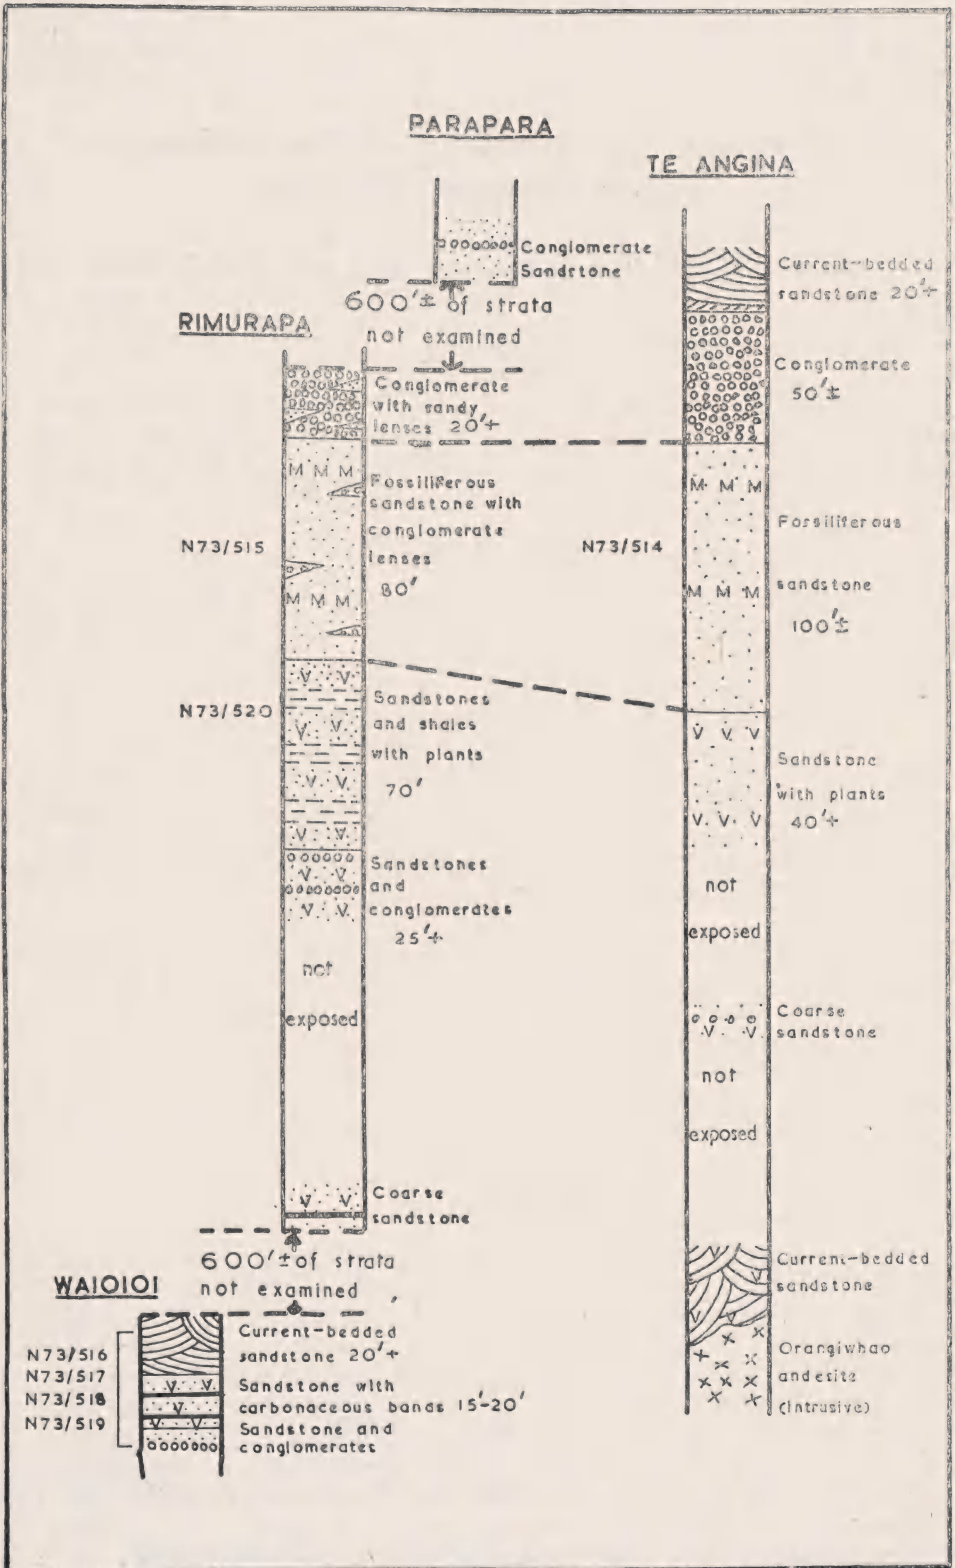 PARAPARA
Conglomerate
Sandrtone
600'± of strata
not examined
RIMURAPA
Conglomerate
with sandy
lenses 20'+
M M M
Fossiliferous
sandstone with
conglomerate
lenses
80'
N73/515
M M M
V V
N73/520
Sandstones
and shales
with plants
70'
V V
V V
V V
Sandstones
and
conglomerates
25'+
V V
V V
not
exposed
Coarse
sandstone
V V
600'± of strata
not examined
WAIOIOI
Current-bedded
sandstone 20'+
N73/516
N73/517
N73/518
N73/519
Sandstone with
carbonaceous bands 15'-20'
Sandstone and
conglomerates
V V
V
V V
TE ANGINA
Current-bedded
sandstone 20'+
Conglomerate
50'±
M M M
N73/514
Fossiliferous
sandstone
100'±
M M M
V V V
Sandstone
with plants
40'+
V V V
not
exposed
Coarse
sandstone
V V
not
exposed
Current-bedded
sandstone
Orangiwhao
andesite
(Intrusive)